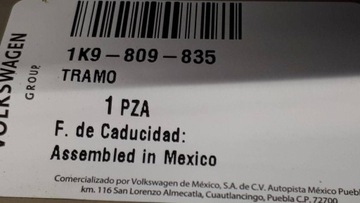 VOLKSWAGEN
GROUP
1K9-809-835
TRAMO
1 PZA
F. de Caducidad:
Assembled in Mexico
Comercializado por Volkswagen de México, S.A. de C.V. Autopista México Puebla
km. 116 San Lorenzo Almecatla, Cuautlancingo, Puebla C.P. 72700